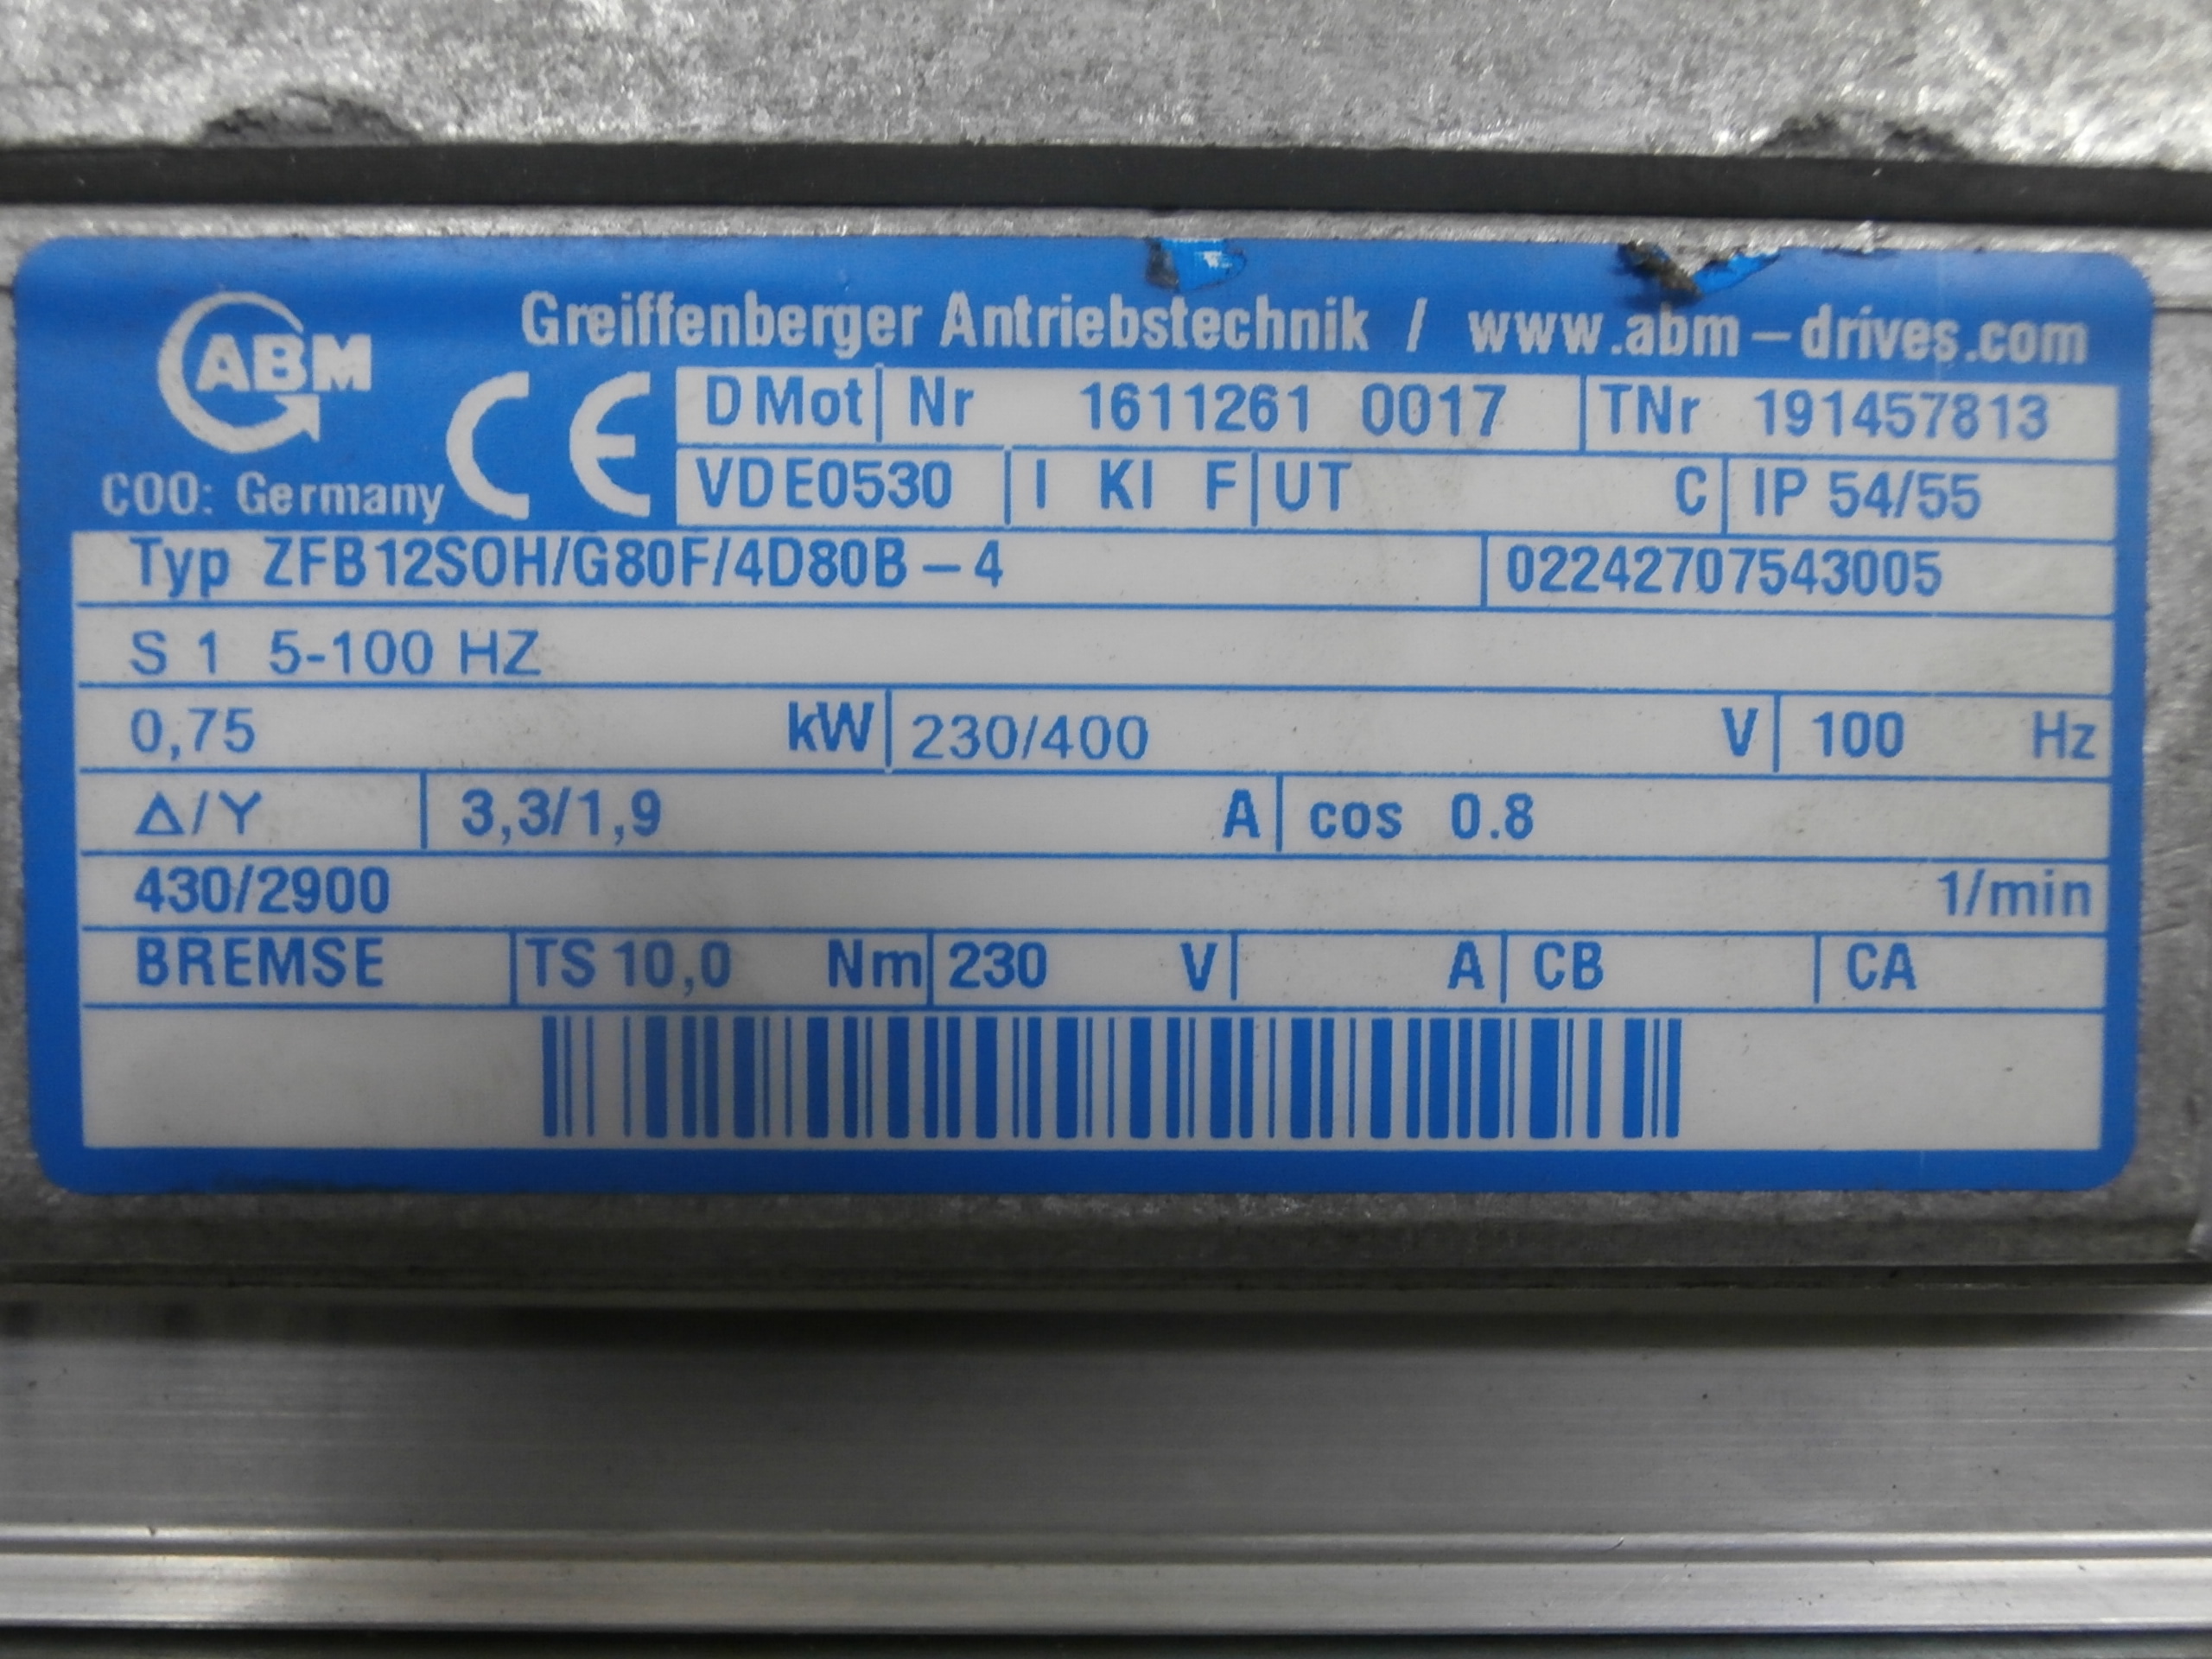 Greiffenberger Antriebstechnik / www.abm-drives.com
ABM
CE
COO: Germany
D Mot Nr 1611261 0017 TNr 191457813
VDE0530 I KI F UT C IP 54/55
Typ ZFB12SOH/G80F/4D80B-4 02242707543005
S 1 5-100 HZ
0,75 kW 230/400 V 100 Hz
Δ/Y 3,3/1,9 A cos 0.8
430/2900 1/min
BREMSE TS 10,0 Nm 230 V A CB CA